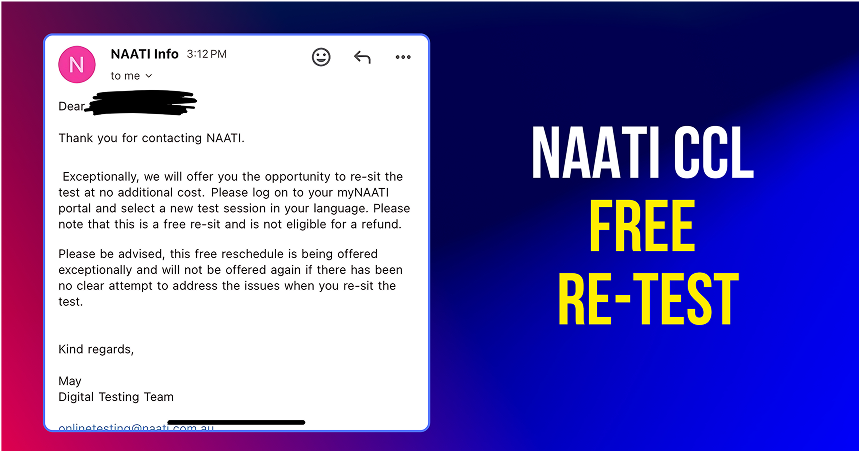 N
NAATI Info 3:12 PM
to me
Dear
Thank you for contacting NAATI.
Exceptionally, we will offer you the opportunity to re-sit the
test at no additional cost. Please log on to your myNAATI
portal and select a new test session in your language. Please
note that this is a free re-sit and is not eligible for a refund.
Please be advised, this free reschedule is being offered
exceptionally and will not be offered again if there has been
no clear attempt to address the issues when you re-sit the
test.
Kind regards,
May
Digital Testing Team
onlinetesting@naati.com.au
NAATI CCL
FREE
RE-TEST